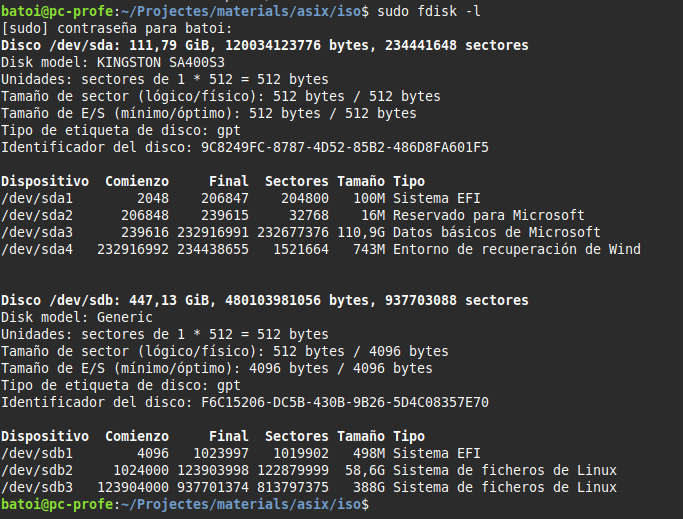 batoi@pc-profe:~/Projectes/materials/asix/iso$ sudo fdisk -l
[sudo] contraseña para batoi:
Disco /dev/sda: 111,79 GiB, 120034123776 bytes, 234441648 sectores
Disk model: KINGSTON SA400S3
Unidades: sectores de 1 * 512 = 512 bytes
Tamaño de sector (lógico/físico): 512 bytes / 512 bytes
Tamaño de E/S (mínimo/óptimo): 512 bytes / 512 bytes
Tipo de etiqueta de disco: gpt
Identificador del disco: 9C8249FC-8787-4D52-85B2-486D8FA601F5
Dispositivo Comienzo Final Sectores Tamaño Tipo
/dev/sda1 2048 206847 204800 100M Sistema EFI
/dev/sda2 206848 239615 32768 16M Reservado para Microsoft
/dev/sda3 239616 232916991 232677376 110,9G Datos básicos de Microsoft
/dev/sda4 232916992 234438655 1521664 743M Entorno de recuperación de Wind
Disco /dev/sdb: 447,13 GiB, 480103981056 bytes, 937703088 sectores
Disk model: Generic
Unidades: sectores de 1 * 512 = 512 bytes
Tamaño de sector (lógico/físico): 512 bytes / 4096 bytes
Tamaño de E/S (mínimo/óptimo): 4096 bytes / 4096 bytes
Tipo de etiqueta de disco: gpt
Identificador del disco: F6C15206-DC5B-430B-9B26-5D4C08357E70
Dispositivo Comienzo Final Sectores Tamaño Tipo
/dev/sdb1 4096 1023997 1019902 498M Sistema EFI
/dev/sdb2 1024000 123903998 122879999 58,6G Sistema de ficheros de Linux
/dev/sdb3 123904000 937701374 813797375 388G Sistema de ficheros de Linux
batoi@pc-profe:~/Projectes/materials/asix/iso$